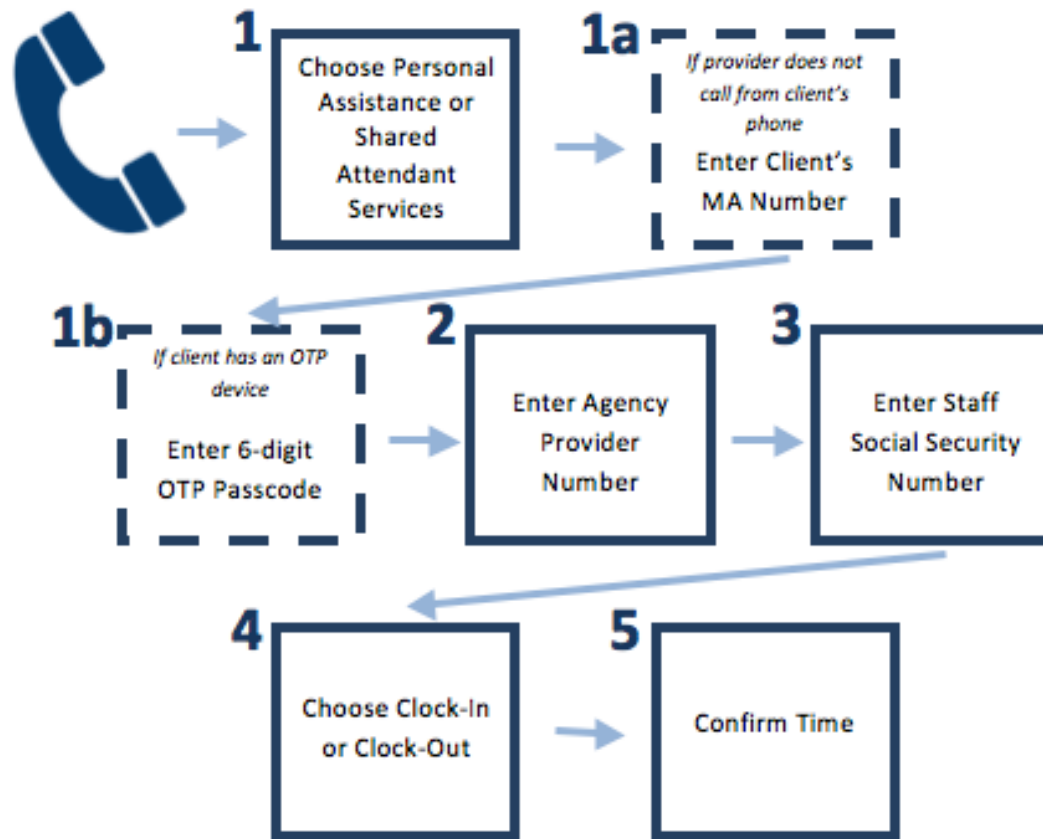 1
Choose Personal
Assistance or
Shared
Attendant
Services
1a
If provider does not
call from client's
phone
Enter Client's
MA Number
1b
If client has an OTP
device
Enter 6-digit
OTP Passcode
2
Enter Agency
Provider
Number
3
Enter Staff
Social Security
Number
4
Choose Clock-In
or Clock-Out
5
Confirm Time